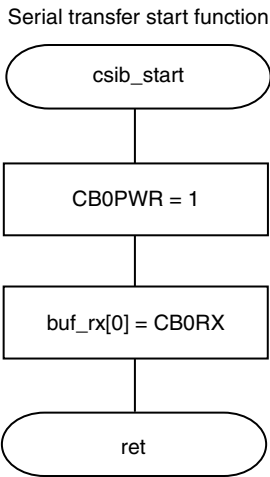 Serial transfer start function
csib_start
CB0PWR = 1
buf_rx[0] = CB0RX
ret